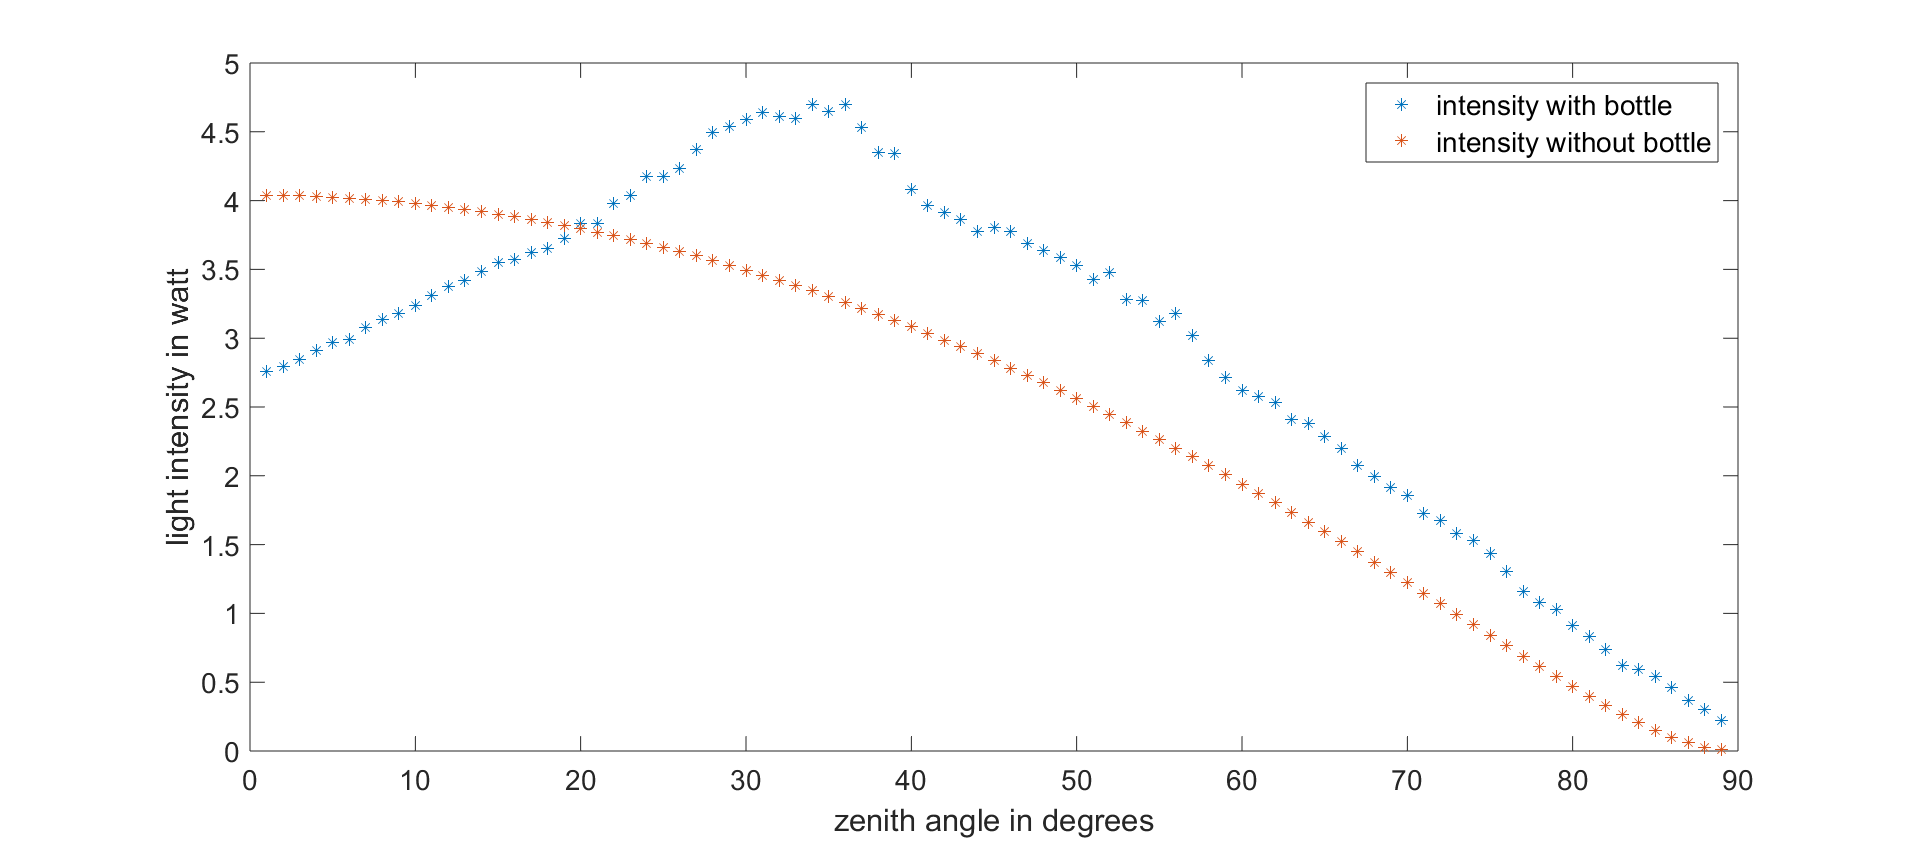 5
4.5
4
3.5
3
2.5
2
1.5
1
0.5
0
light intensity in watt
intensity with bottle
intensity without bottle
0 10 20 30 40 50 60 70 80 90
zenith angle in degrees